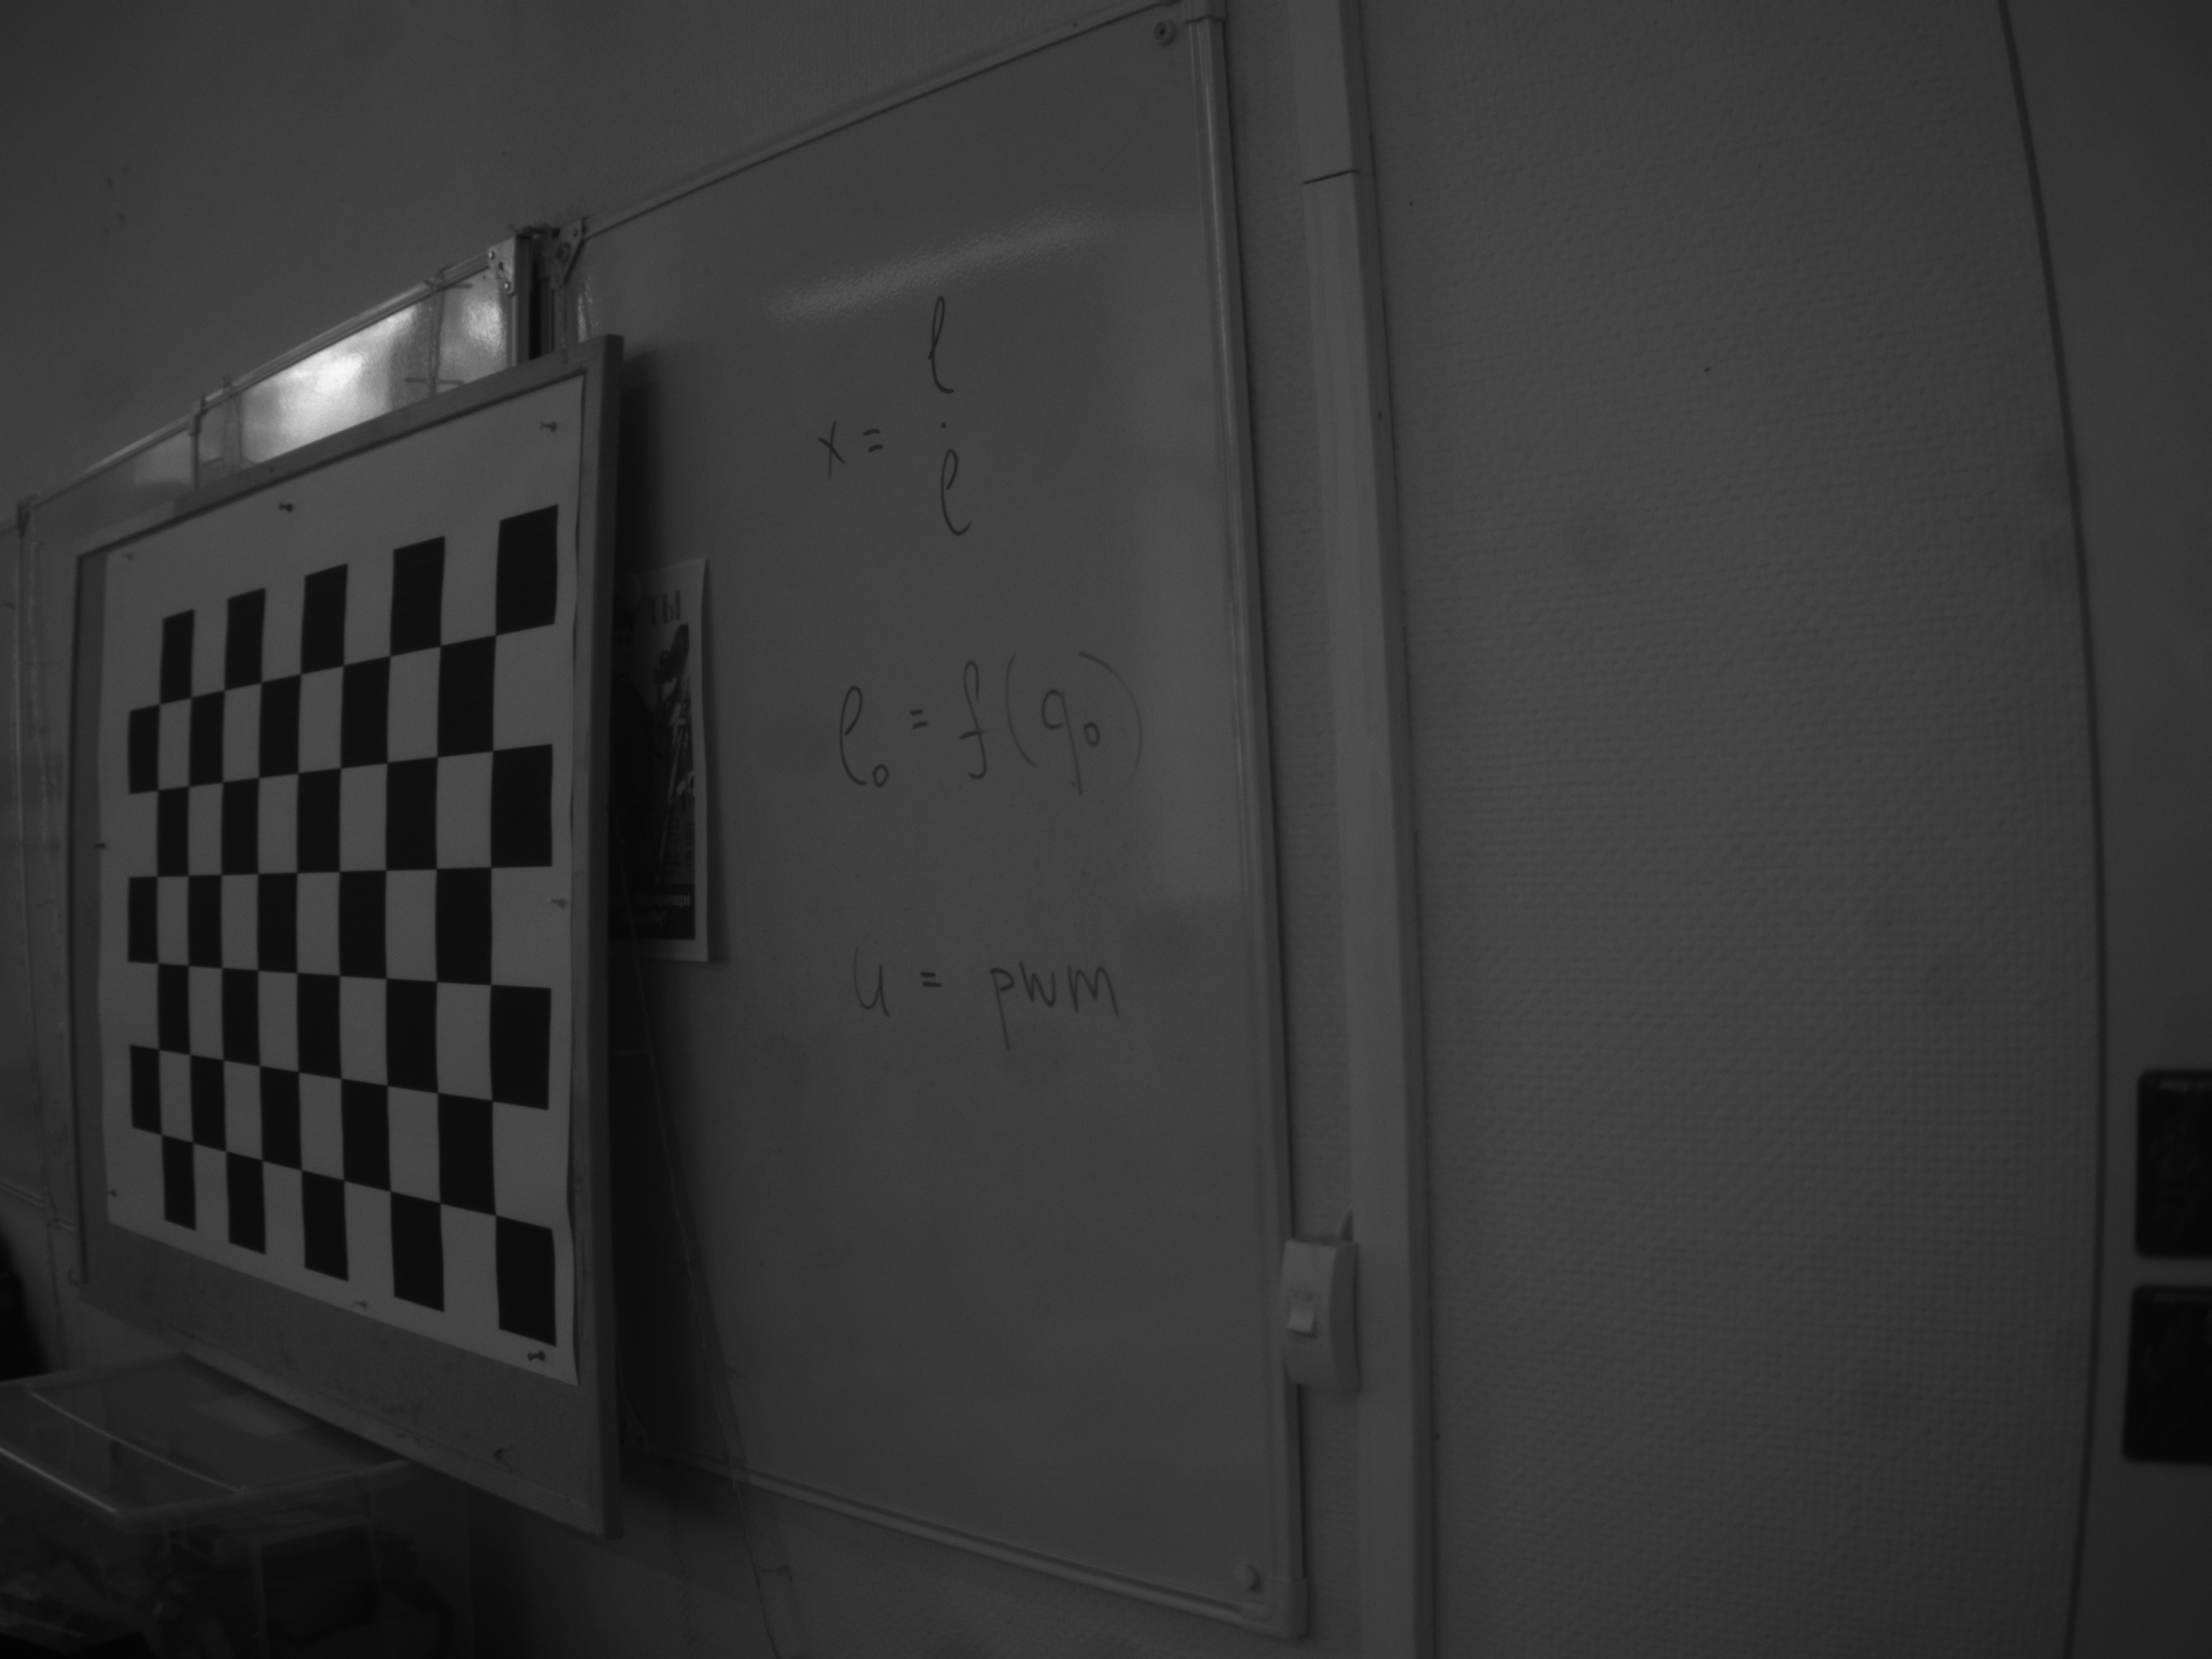 ℓ
x =
ℓ̇
ТЫ
ℓ₀ = f(q₀)
u = pwm